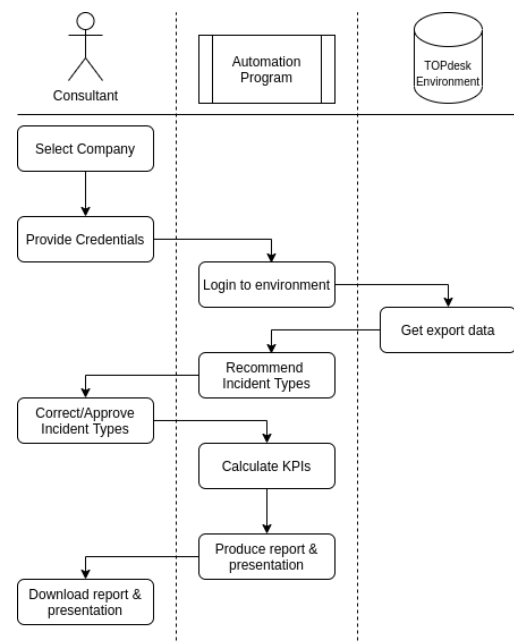 Consultant
Automation
Program
TOPdesk
Environment
Select Company
Provide Credentials
Login to environment
Get export data
Recommend
Incident Types
Correct/Approve
Incident Types
Calculate KPIs
Produce report &
presentation
Download report &
presentation